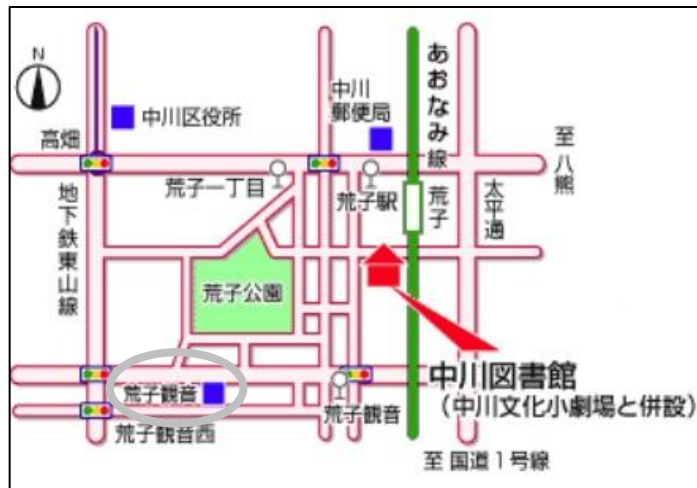 N
中川区役所
中川
郵便局
あおなみ線
至 八熊
高畑
荒子一丁目
荒子駅
荒子
太平通
地下鉄東山線
荒子公園
中川図書館
（中川文化小劇場と併設）
荒子観音
荒子観音
荒子観音西
至 国道1号線